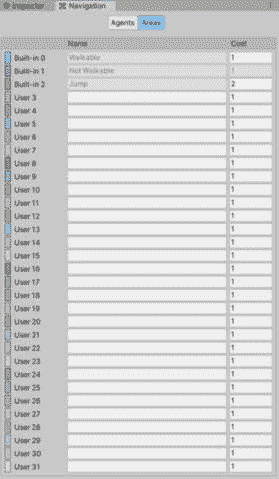 Inspector Navigation
Agents Areas
Name Cost
Built-in 0 Walkable 1
Built-in 1 Not Walkable 1
Built-in 2 Jump 2
User 3 1
User 4 1
User 5 1
User 6 1
User 7 1
User 8 1
User 9 1
User 10 1
User 11 1
User 12 1
User 13 1
User 14 1
User 15 1
User 16 1
User 17 1
User 18 1
User 19 1
User 20 1
User 21 1
User 22 1
User 23 1
User 24 1
User 25 1
User 26 1
User 27 1
User 28 1
User 29 1
User 30 1
User 31 1